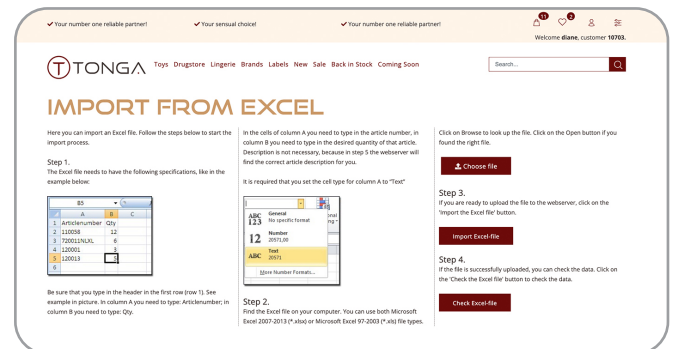 Your number one reliable partner!
Your sensual choice!
Your number one reliable partner!
11
2
Welcome diane, customer 10703.
TONGA
Toys Drugstore Lingerie Brands Labels New Sale Back in Stock Coming Soon
Search...
IMPORT FROM EXCEL
Here you can import an Excel file. Follow the steps below to start the
import process.
Step 1.
The Excel file needs to have the following specifications, like in the
example below:
B5
A B C
1 Articlenumber Qty
2 110058 12
3 720011NLXL 6
4 120001 3
5 120013 5
6
Be sure that you type in the header in the first row (row 1). See
example in picture. In column A you need to type: Articlenumber; in
column B you need to type: Qty.
In the cells of column A you need to type in the article number, in
column B you need to type in the desired quantity of that article.
Description is not necessary, because in step 5 the webserver will
find the correct article description for you.
It is required that you set the cell type for column A to "Text"
ABC
123
General
No specific format
12
Number
20571,00
ABC
Text
20571
More Number Formats...
Step 2.
Find the Excel file on your computer. You can use both Microsoft
Excel 2007-2013 (*.xlsx) or Microsoft Excel 97-2003 (*.xls) file types.
Click on Browse to look up the file. Click on the Open button if you
found the right file.
Choose file
Step 3.
If you are ready to upload the file to the webserver, click on the
'Import the Excel file' button.
Import Excel-file
Step 4.
If the file is successfully uploaded, you can check the data. Click on
the 'Check the Excel file' button to check the data.
Check Excel-file